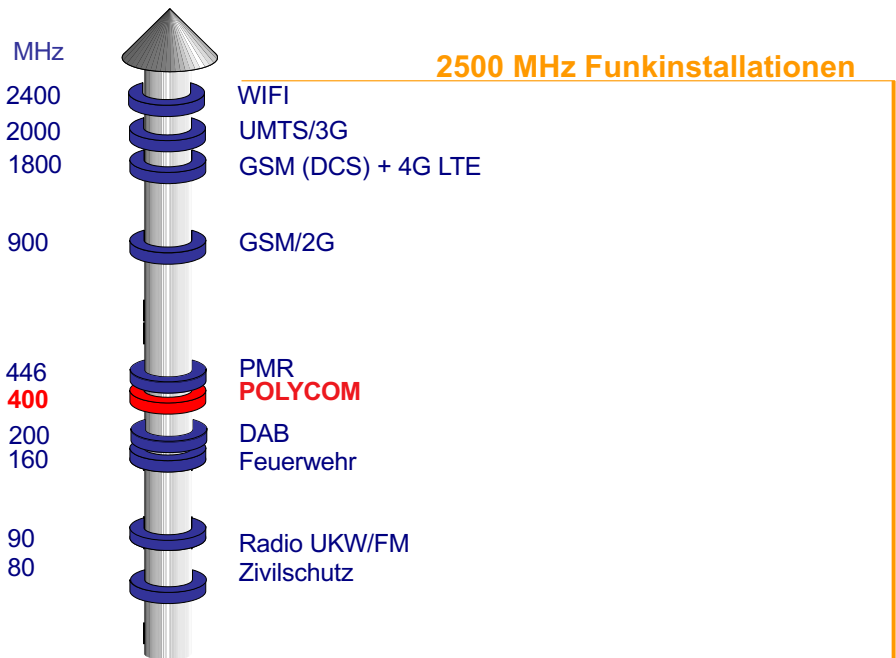 MHz
2500 MHz Funkinstallationen
2400 WIFI
2000 UMTS/3G
1800 GSM (DCS) + 4G LTE
900 GSM/2G
446 PMR
400 POLYCOM
200 DAB
160 Feuerwehr
90 Radio UKW/FM
80 Zivilschutz